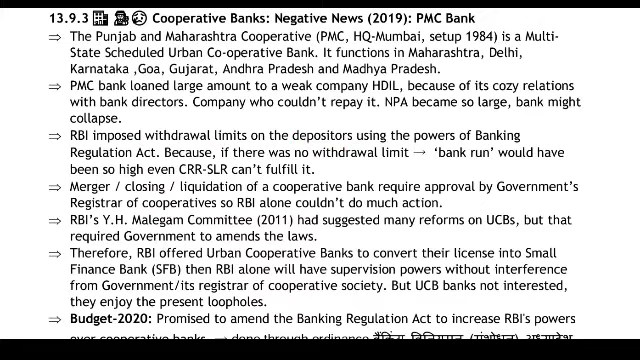 13.9.3 Cooperative Banks: Negative News (2019): PMC Bank
⇒ The Punjab and Maharashtra Cooperative (PMC, HQ-Mumbai, setup 1984) is a Multi-
State Scheduled Urban Co-operative Bank. It functions in Maharashtra, Delhi,
Karnataka ,Goa, Gujarat, Andhra Pradesh and Madhya Pradesh.
⇒ PMC bank loaned large amount to a weak company HDIL, because of its cozy relations
with bank directors. Company who couldn't repay it. NPA became so large, bank might
collapse.
⇒ RBI imposed withdrawal limits on the depositors using the powers of Banking
Regulation Act. Because, if there was no withdrawal limit → 'bank run' would have
been so high even CRR-SLR can't fulfill it.
⇒ Merger / closing / liquidation of a cooperative bank require approval by Government's
Registrar of cooperatives so RBI alone couldn't do much action.
⇒ RBI's Y.H. Malegam Committee (2011) had suggested many reforms on UCBs, but that
required Government to amends the laws.
⇒ Therefore, RBI offered Urban Cooperative Banks to convert their license into Small
Finance Bank (SFB) then RBI alone will have supervision powers without interference
from Government/its registrar of cooperative society. But UCB banks not interested,
they enjoy the present loopholes.
⇒ Budget-2020: Promised to amend the Banking Regulation Act to increase RBI's powers
over cooperative banks. → done through ordinance बैंकिंग विनियमन (संशोधन) अध्यादेश